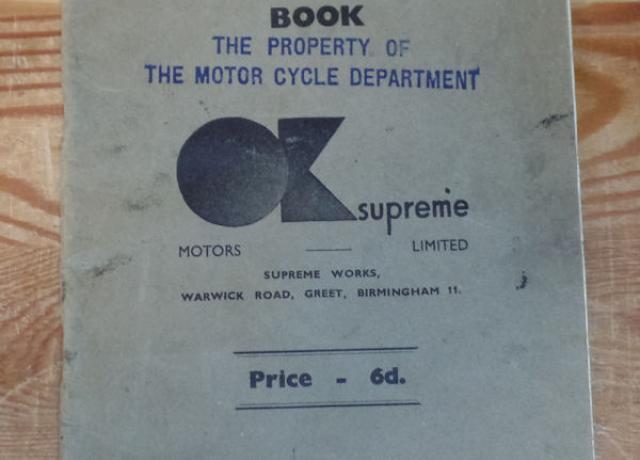 BOOK
THE PROPERTY OF
THE MOTOR CYCLE DEPARTMENT
OK supreme
MOTORS — LIMITED
SUPREME WORKS,
WARWICK ROAD, GREET, BIRMINGHAM 11.
Price - 6d.